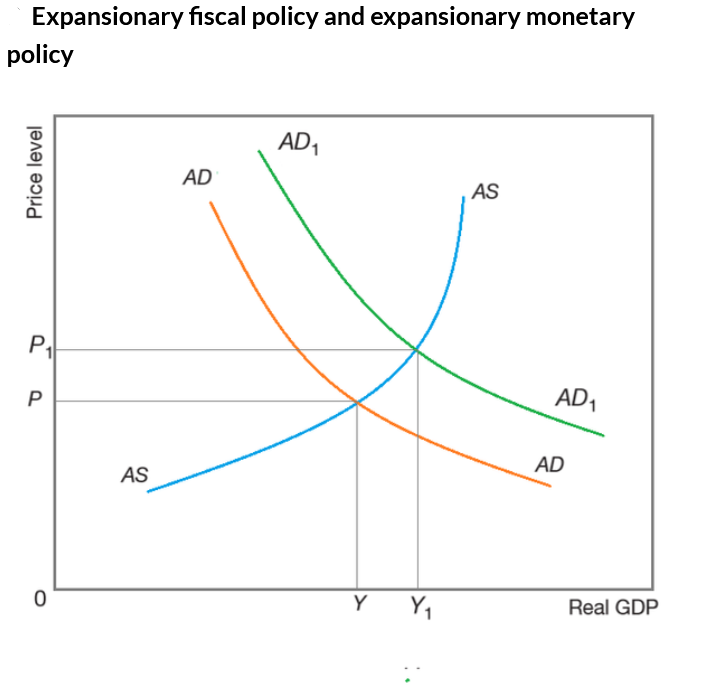 Expansionary fiscal policy and expansionary monetary
policy
Price level
AD₁
AD
AS
P₁
P
AD₁
AD
AS
0
Y
Y₁
Real GDP